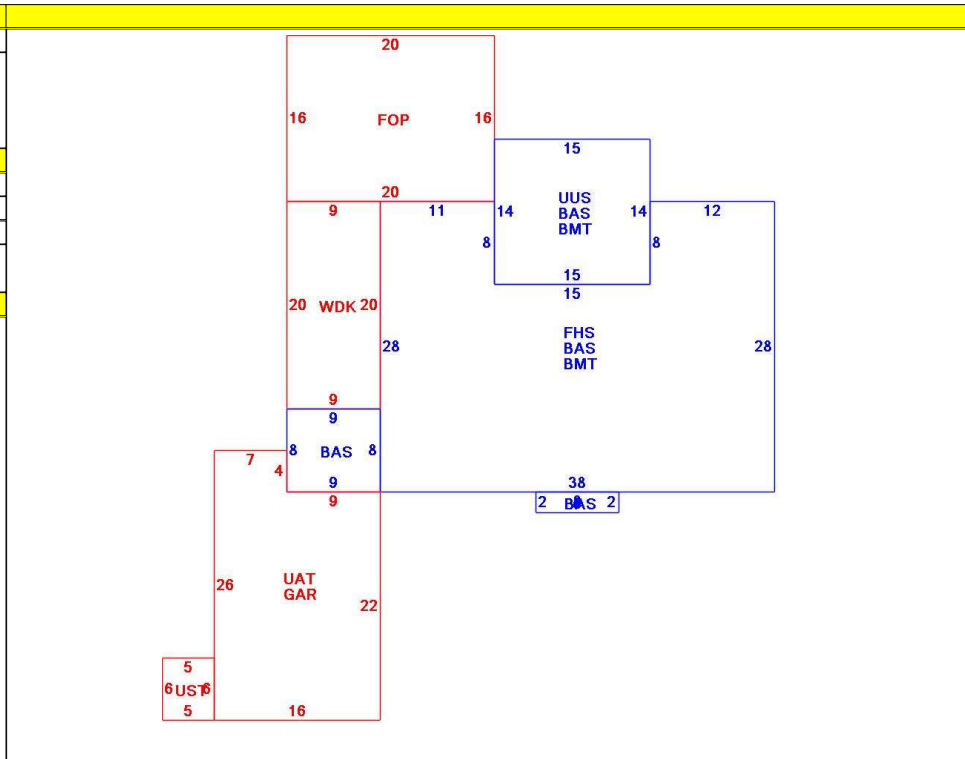 20
16 FOP 16
20
15
UUS
BAS
BMT
14 14
9 11 12
8 8
15
15
20 WDK 20
FHS
BAS
BMT
28 28
9
9
8 BAS 8
9
7
4
9
38
2 BAS 2
UAT
GAR
26 22
5
6 UST 6
5 16